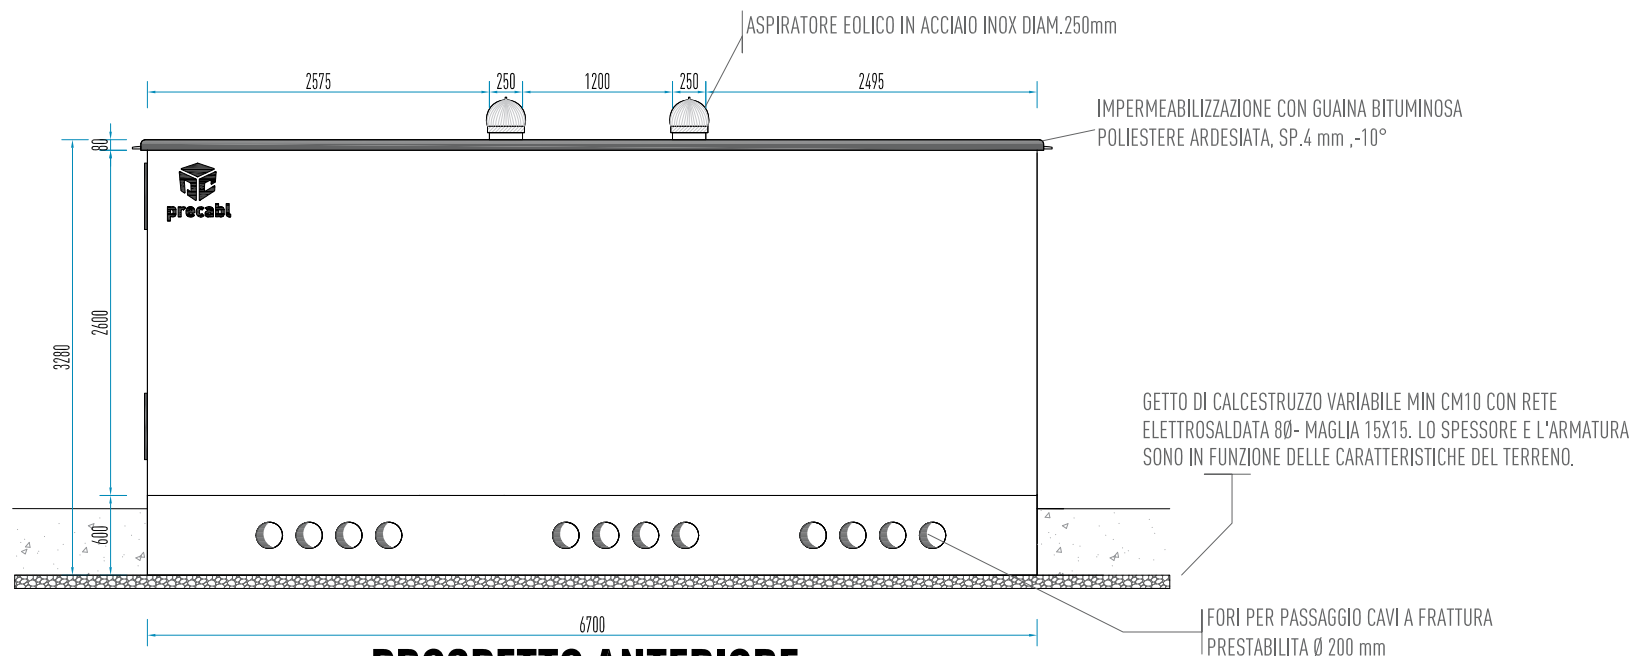 ASPIRATORE EOLICO IN ACCIAIO INOX DIAM.250mm
2575
250
1200
250
2495
IMPERMEABILIZZAZIONE CON GUAINA BITUMINOSA
POLIESTERE ARDESIATA, SP.4 mm ,-10°
80
precabl
2600
3280
GETTO DI CALCESTRUZZO VARIABILE MIN CM10 CON RETE
ELETTROSALDATA 8Ø- MAGLIA 15X15. LO SPESSORE E L'ARMATURA
SONO IN FUNZIONE DELLE CARATTERISTICHE DEL TERRENO.
600
6700
FORI PER PASSAGGIO CAVI A FRATTURA
PRESTABILITA Ø 200 mm
PROSPETTO ANTERIORE